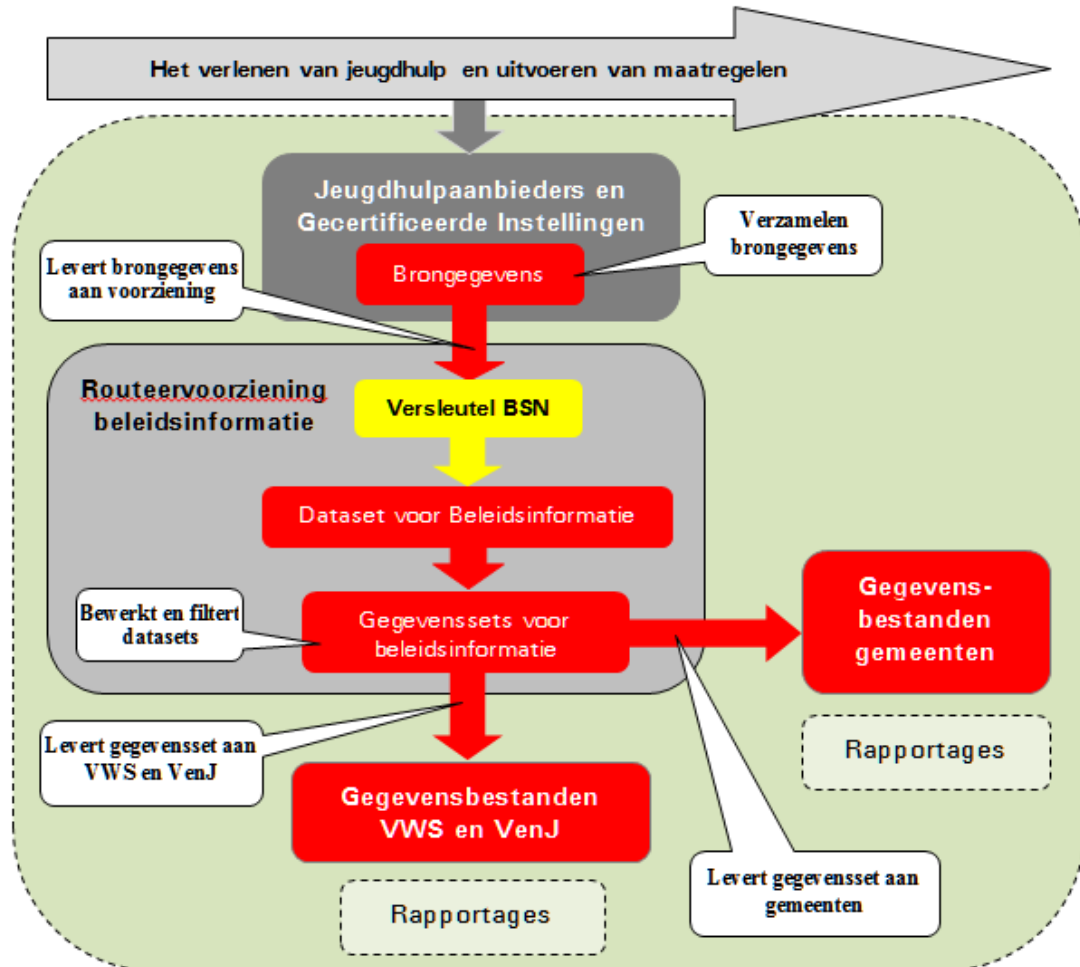 Het verlenen van jeugdhulp en uitvoeren van maatregelen
Jeugdhulpaanbieders en
Gecertificeerde Instellingen
Verzamelen
brongegevens
Levert brongegevens
aan voorziening
Brongegevens
Routeervoorziening
beleidsinformatie
Versleutel BSN
Dataset voor Beleidsinformatie
Bewerkt en filtert
datasets
Gegevenssets voor
beleidsinformatie
Gegevens-
bestanden
gemeenten
Levert gegevensset aan
VWS en VenJ
Rapportages
Gegevensbestanden
VWS en VenJ
Levert gegevensset aan
gemeenten
Rapportages